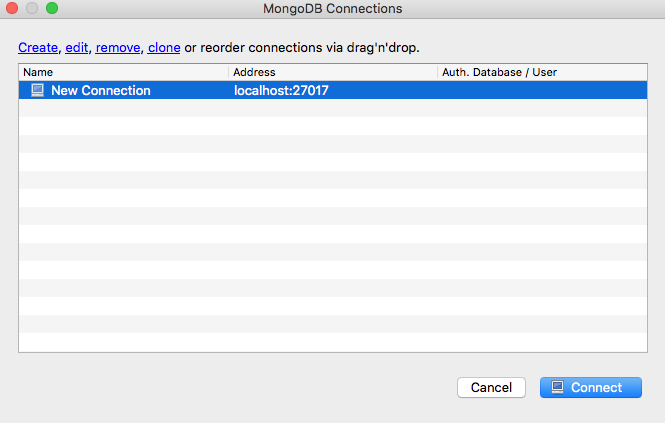 MongoDB Connections
Create, edit, remove, clone or reorder connections via drag'n'drop.
Name Address Auth. Database / User
New Connection localhost:27017
Cancel Connect